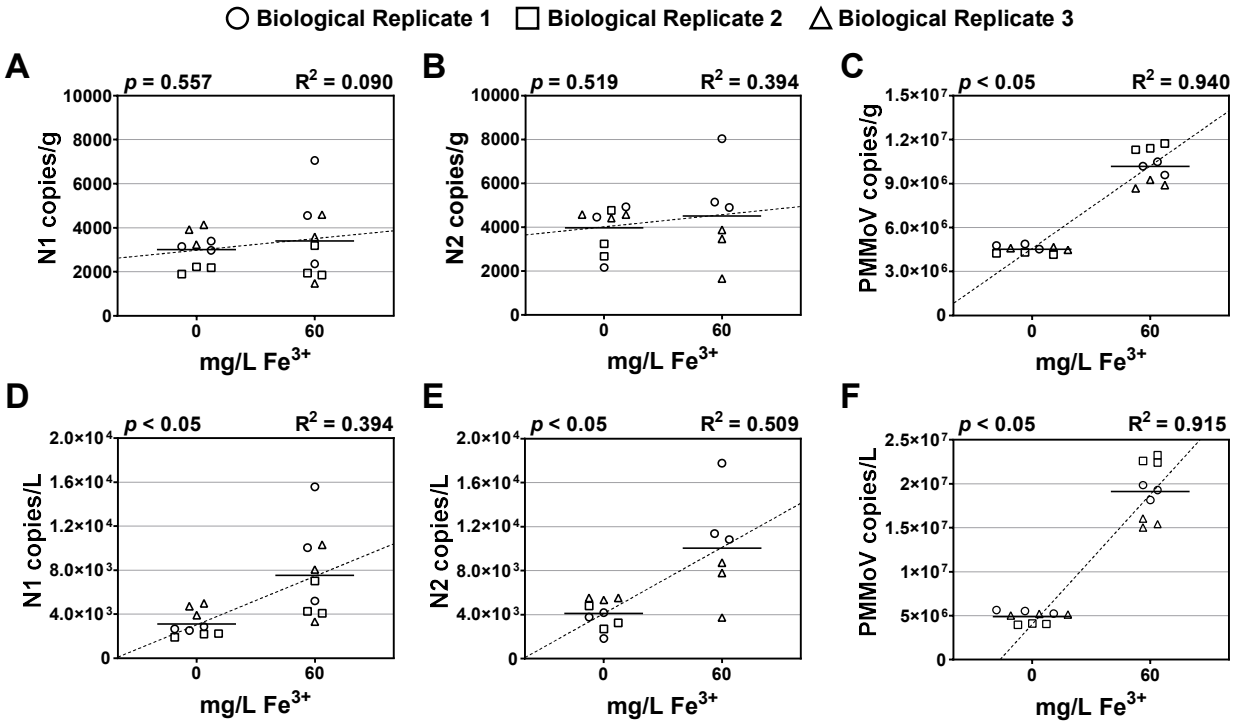 Biological Replicate 1 Biological Replicate 2 Biological Replicate 3
A
p = 0.557 R² = 0.090
10000
8000
6000
4000
2000
0
N1 copies/g
0 60
mg/L Fe³⁺
B
p = 0.519 R² = 0.394
10000
8000
6000
4000
2000
0
N2 copies/g
0 60
mg/L Fe³⁺
C
p < 0.05 R² = 0.940
1.5×10⁷
1.2×10⁷
9.0×10⁶
6.0×10⁶
3.0×10⁶
0
PMMoV copies/g
0 60
mg/L Fe³⁺
D
p < 0.05 R² = 0.394
2.0×10⁴
1.6×10⁴
1.2×10⁴
8.0×10³
4.0×10³
0
N1 copies/L
0 60
mg/L Fe³⁺
E
p < 0.05 R² = 0.509
2.0×10⁴
1.6×10⁴
1.2×10⁴
8.0×10³
4.0×10³
0
N2 copies/L
0 60
mg/L Fe³⁺
F
p < 0.05 R² = 0.915
2.5×10⁷
2×10⁷
1.5×10⁷
1×10⁷
5×10⁶
0
PMMoV copies/L
0 60
mg/L Fe³⁺